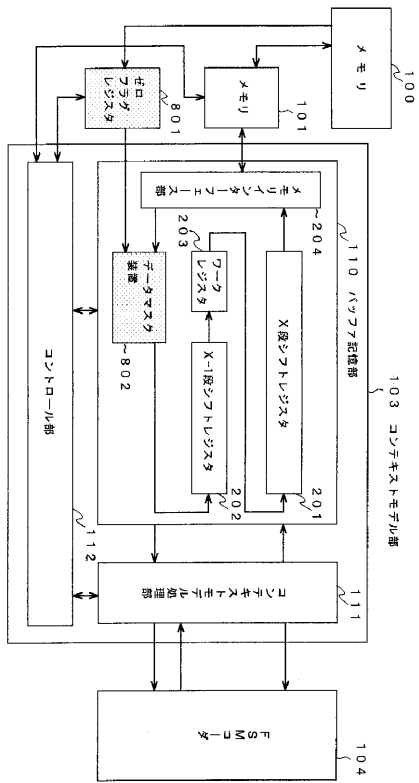 103 コンテキストモデル部
110 バッファ記憶部
100
メモリ
101
メモリ
801
ゼロ
フラグ
レジスタ
204
メモリインターフェース部
X段シフトレジスタ
201
203
ワーク
レジスタ
X-1段シフトレジスタ
202
データマスク
装置
802
コンテキストモデル処理部
111
コントロール部
112
FSMコーダ
104